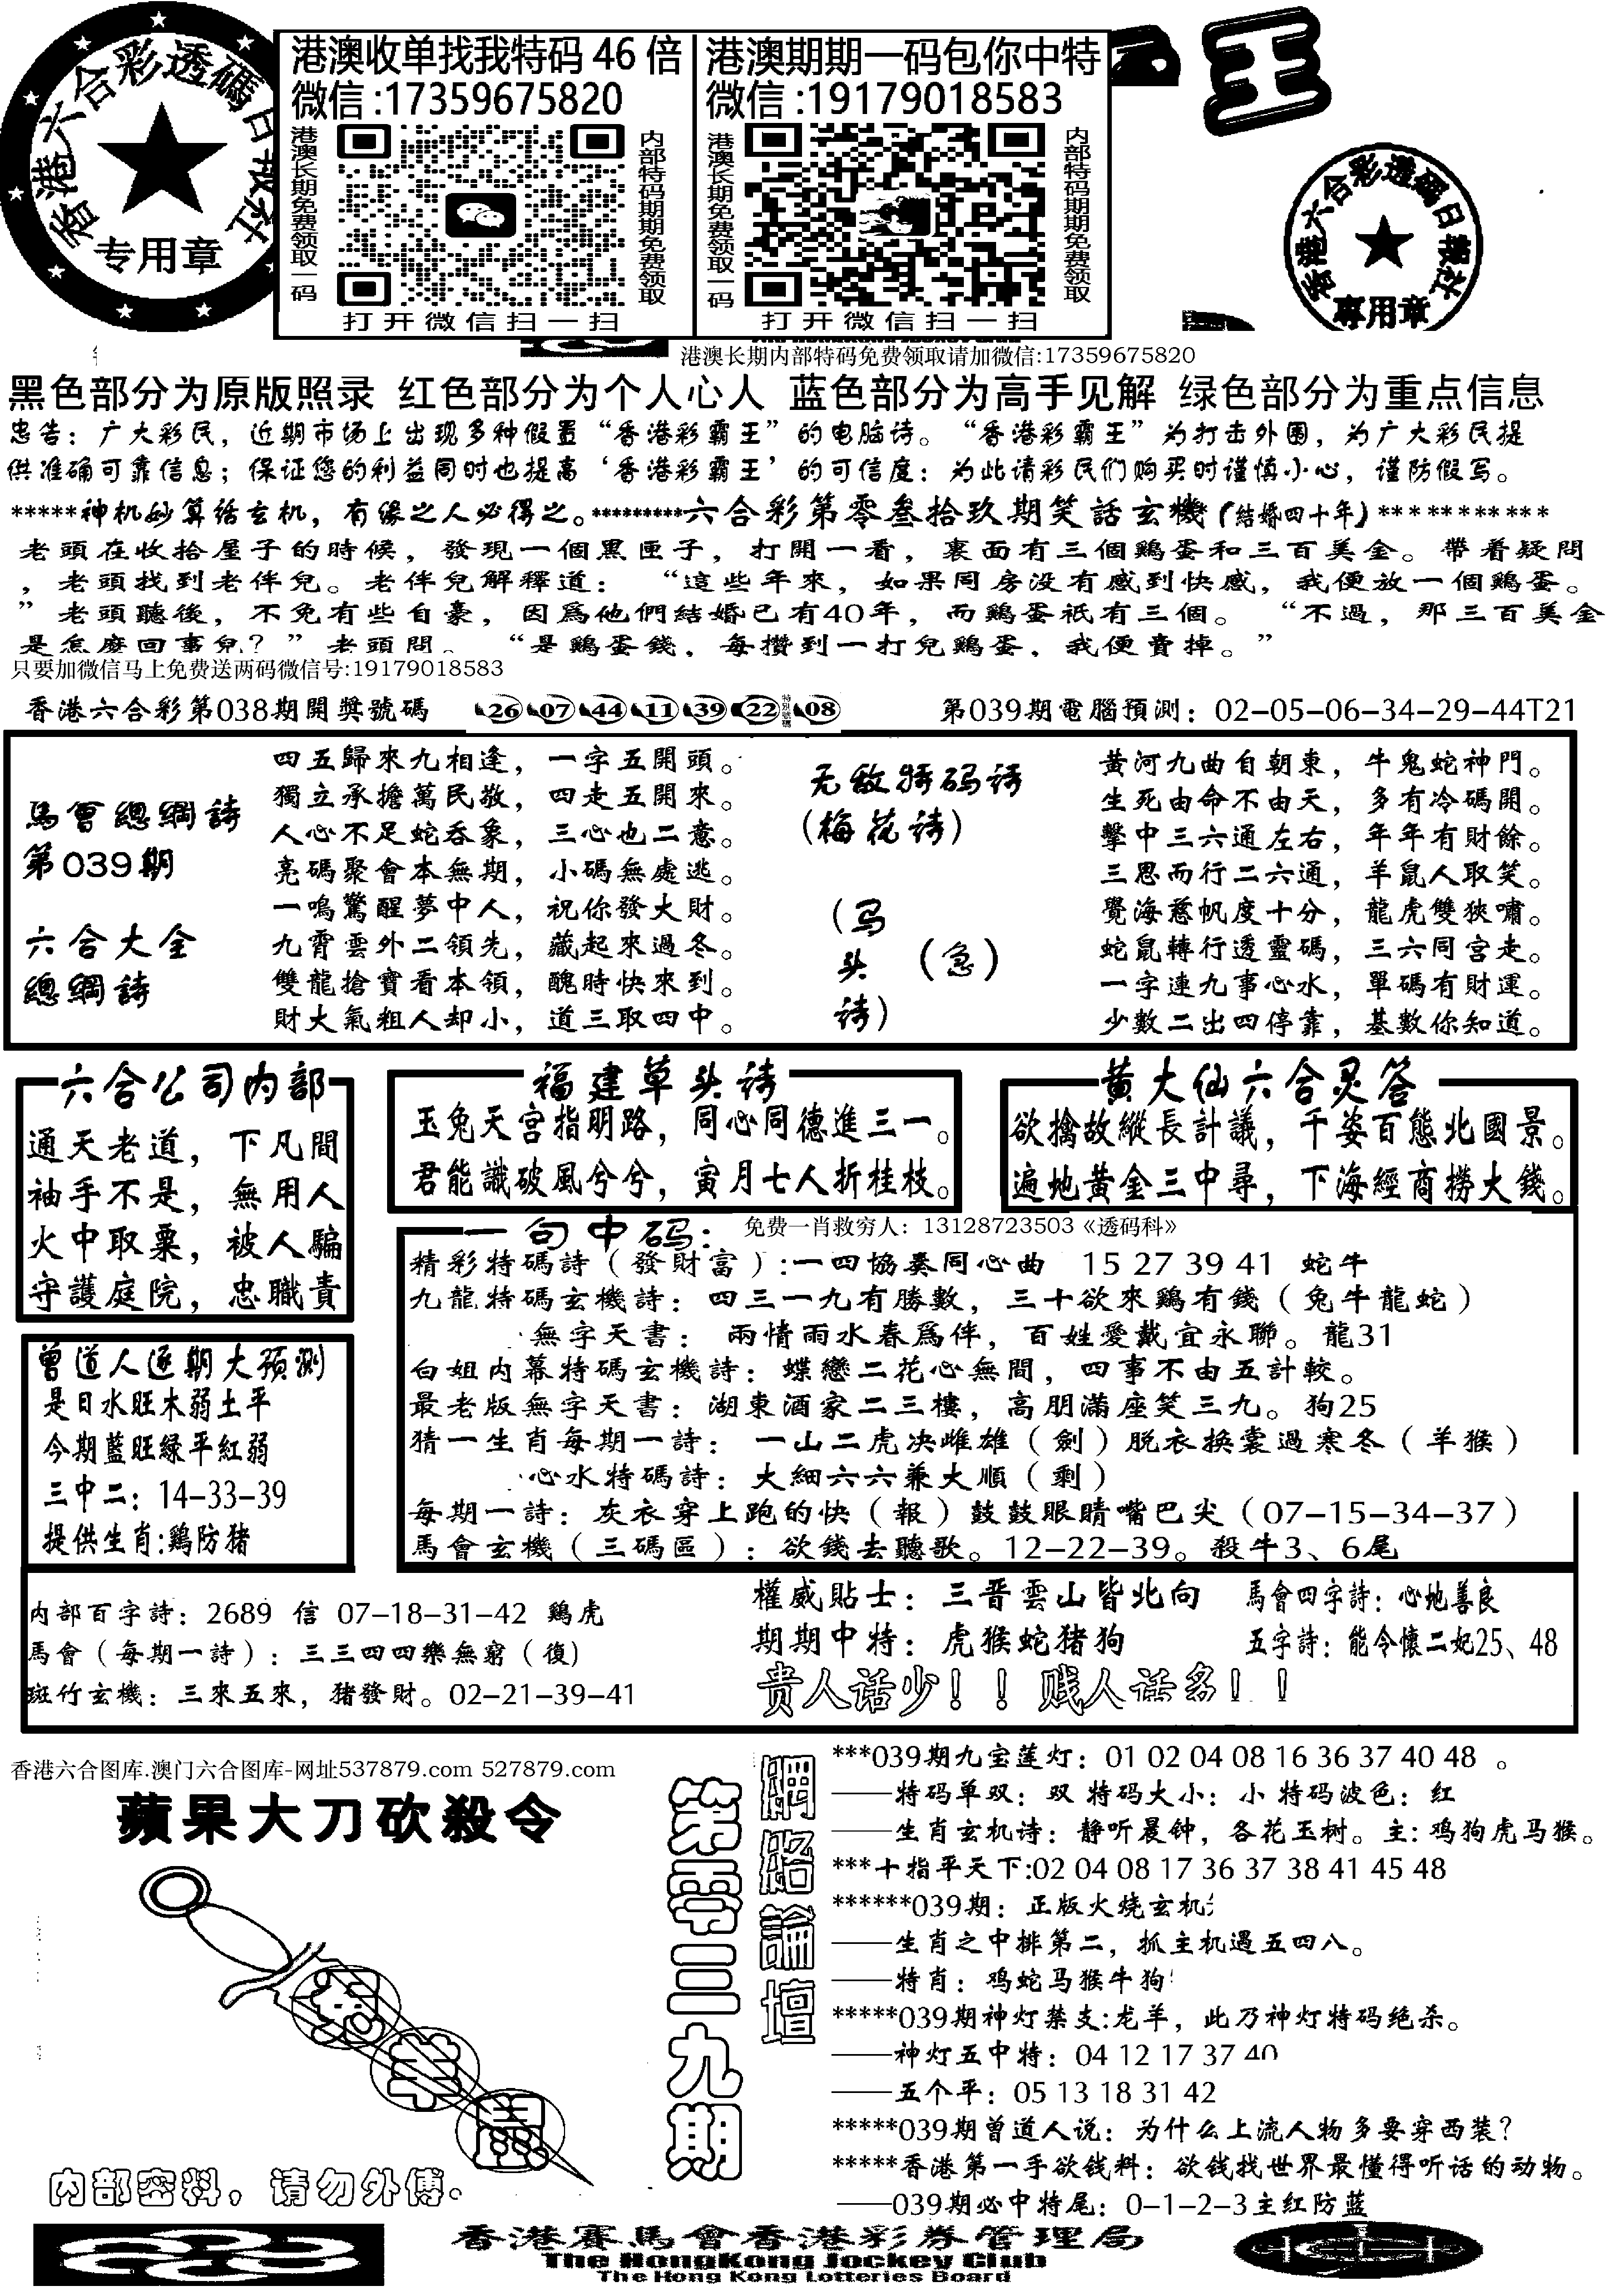 香港六合彩透碼日报社
专用章
港澳收单找我特码 46 倍
微信:17359675820
港澳长期免费领取一码
内部特码期期免费领取
打开微信扫一扫
港澳期期一码包你中特
微信:19179018583
港澳长期免费领取一码
内部特码期期免费领取
打开微信扫一扫
王
香港六合彩透码日報社
專用章
港澳长期内部特码免费领取请加微信:17359675820
黑色部分为原版照录 红色部分为个人心人 蓝色部分为高手见解 绿色部分为重点信息
忠告：广大彩民，近期市场上出现多种假冒“香港彩霸王”的电脑诗。“香港彩霸王”为打击外围，为广大彩民提
供准确可靠信息；保证您的利益同时也提高‘香港彩霸王’的可信度：为此请彩民们购买时谨慎小心，谨防假写。
*****神机妙算结玄机，有缘之人必得之。*********六合彩第零叁拾玖期笑話玄機（結婚四十年）***********
老頭在收拾屋子的時候，發現一個黑匣子，打開一看，裏面有三個鷄蛋和三百美金。帶着疑問
，老頭找到老伴兒。老伴兒解釋道：“這些年來，如果同房没有感到快感，我便放一個鷄蛋。
”老頭聽後，不免有些自豪，因爲他們結婚已有40年，而鷄蛋衹有三個。“不過，那三百美金
是怎麼回事兒？”老頭問。“是鷄蛋錢，每攢到一打兒鷄蛋，我便賣掉。”
只要加微信马上免费送两码微信号:19179018583
香港六合彩第038期開奬號碼 26 07 44 11 39 22 特别號碼 08 第039期電腦預測：02-05-06-34-29-44T21
馬會總綱詩
第039期
六合大全
總綱詩
四五歸來九相逢，一字五開頭。
獨立承擔萬民敬，四走五開來。
人心不足蛇吞象，三心也二意。
亮碼聚會本無期，小碼無處逃。
一鳴驚醒夢中人，祝你發大財。
九霄雲外二領先，藏起來過冬。
雙龍搶寶看本領，醜時快來到。
財大氣粗人却小，道三取四中。
无敌特码诗
（梅花诗）
（马头诗）
（急）
黄河九曲自朝東，牛鬼蛇神門。
生死由命不由天，多有冷碼開。
擊中三六通左右，年年有財餘。
三思而行二六通，羊鼠人取笑。
覺海慈帆度十分，龍虎雙狹嘯。
蛇鼠轉行透靈碼，三六同宮走。
一字連九事心水，單碼有財運。
少數二出四停靠，基數你知道。
六合公司内部
通天老道，下凡間
袖手不是，無用人
火中取粟，被人騙
守護庭院，忠職責
福建草头诗
玉兔天宫指明路，同心同德進三一。
君能識破風兮兮，寅月七人折桂枝。
黄大仙六合灵答
欲擒故縱長計議，千姿百態北國景。
遍地黄金三中尋，下海經商撈大錢。
一句中码：
免费一肖救穷人：13128723503《透码科》
精彩特碼詩（發財富）:一四協奏同心曲 15 27 39 41 蛇牛
九龍特碼玄機詩：四三一九有勝數，三十欲來鷄有錢（兔牛龍蛇）
無字天書：兩情雨水春爲伴，百姓愛戴宜永聯。龍31
白姐内幕特碼玄機詩：蝶戀二花心無間，四事不由五計較。
最老版無字天書：湖東酒家二三樓，高朋滿座笑三九。狗25
猜一生肖每期一詩：一山二虎决雌雄（劍）脱衣换裳過寒冬（羊猴）
心水特碼詩：大細六六兼大順（剩）
每期一詩：灰衣穿上跑的快（報）鼓鼓眼睛嘴巴尖（07-15-34-37）
馬會玄機（三碼區）：欲錢去聽歌。12-22-39。殺牛3、6尾
曾道人逐期大预测
是日水旺木弱土平
今期藍旺緑平紅弱
三中二：14-33-39
提供生肖:鷄防猪
内部百字詩：2689 信 07-18-31-42 鷄虎
馬會（每期一詩）：三三四四樂無窮（復）
斑竹玄機：三來五來，猪發財。02-21-39-41
權威貼士：三晋雲山皆北向
期期中特：虎猴蛇猪狗
馬會四字詩：心地善良
五字詩：能令懷二妃25、48
贵人话少！！贱人话多！！
香港六合图库.澳门六合图库-网址537879.com 527879.com
蘋果大刀砍殺令
羊
鼠
内部密料，请勿外傅。
第零三九期
網路論壇
***039期九宝莲灯：01 02 04 08 16 36 37 40 48 。
——特码单双：双 特码大小：小 特码波色：红
——生肖玄机诗：静听晨钟，各花玉树。主: 鸡狗虎马猴。
***十指平天下:02 04 08 17 36 37 38 41 45 48
******039期：正版火烧玄机
——生肖之中排第二，抓主机遇五四八。
——特肖：鸡蛇马猴牛狗
*****039期神灯禁支:龙羊，此乃神灯特码绝杀。
——神灯五中特：04 12 17 37 40
——五个平：05 13 18 31 42
*****039期曾道人说：为什么上流人物多要穿西装?
*****香港第一手欲钱料：欲钱找世界最懂得听话的动物。
——039期必中特尾：0-1-2-3主红防蓝
香港賽馬會香港彩券管理局
The HongKong Jockey Club
The Hong Kong Lotteries Board